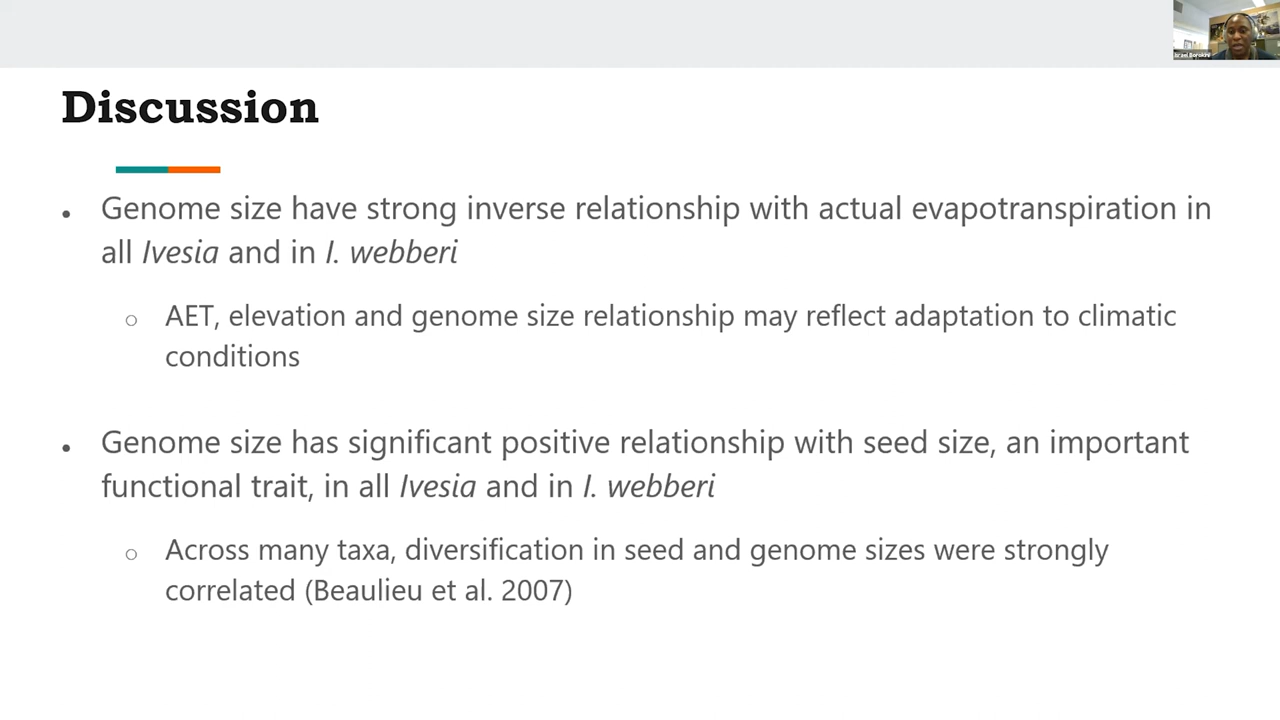 Discussion
• Genome size have strong inverse relationship with actual evapotranspiration in
all Ivesia and in I. webberi
○ AET, elevation and genome size relationship may reflect adaptation to climatic
conditions
• Genome size has significant positive relationship with seed size, an important
functional trait, in all Ivesia and in I. webberi
○ Across many taxa, diversification in seed and genome sizes were strongly
correlated (Beaulieu et al. 2007)
Israel Borokini